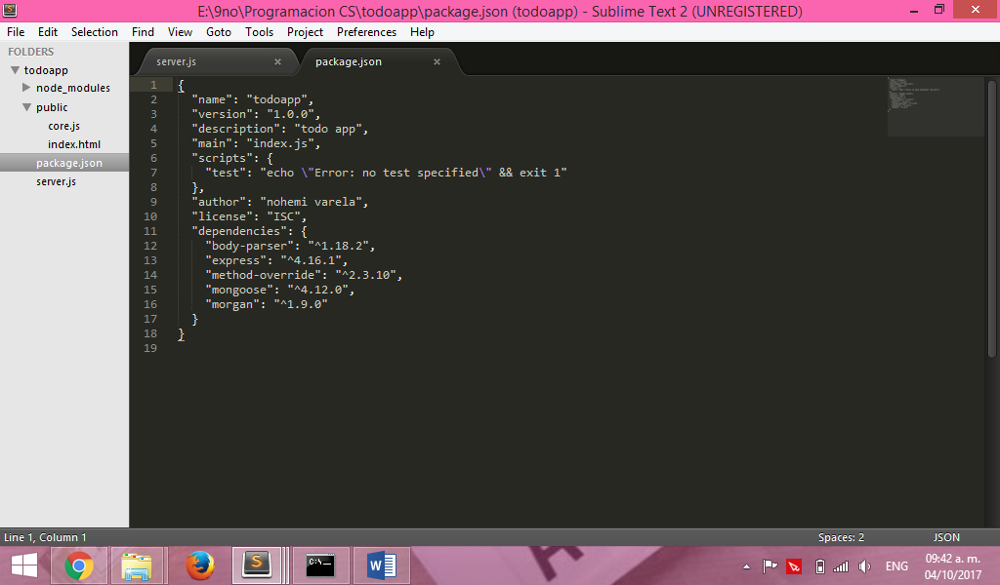 E:\9no\Programacion CS\todoapp\package.json (todoapp) - Sublime Text 2 (UNREGISTERED)
File Edit Selection Find View Goto Tools Project Preferences Help
FOLDERS
todoapp
node_modules
public
core.js
index.html
package.json
server.js
server.js × package.json ×
1 {
2 "name": "todoapp",
3 "version": "1.0.0",
4 "description": "todo app",
5 "main": "index.js",
6 "scripts": {
7 "test": "echo \"Error: no test specified\" && exit 1"
8 },
9 "author": "nohemi varela",
10 "license": "ISC",
11 "dependencies": {
12 "body-parser": "^1.18.2",
13 "express": "^4.16.1",
14 "method-override": "^2.3.10",
15 "mongoose": "^4.12.0",
16 "morgan": "^1.9.0"
17 }
18 }
19
Line 1, Column 1 Spaces: 2 JSON
ENG 09:42 a. m.
04/10/2017